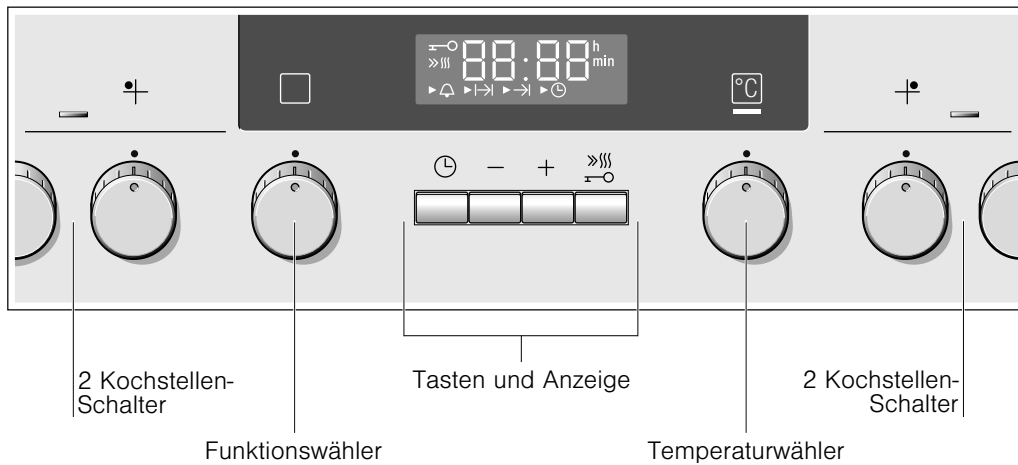 88:88 h
min
°C
− +
2 Kochstellen-
Schalter
Tasten und Anzeige
2 Kochstellen-
Schalter
Funktionswähler
Temperaturwähler